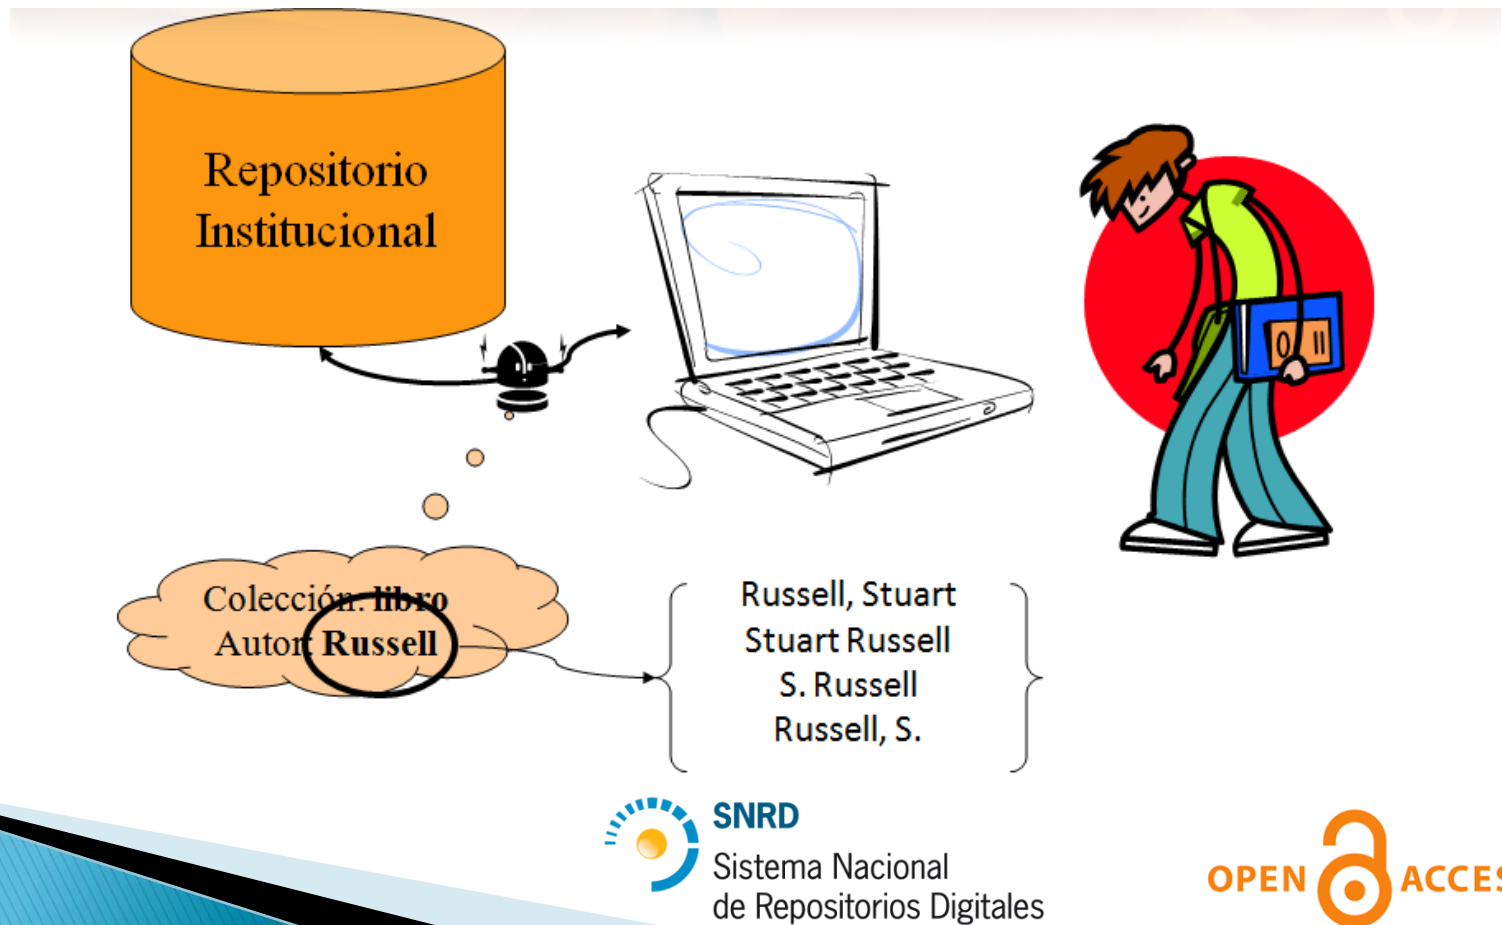 Repositorio
Institucional
Colección: libro
Autor: Russell
Russell, Stuart
Stuart Russell
S. Russell
Russell, S.
SNRD
Sistema Nacional
de Repositorios Digitales
OPEN ACCES